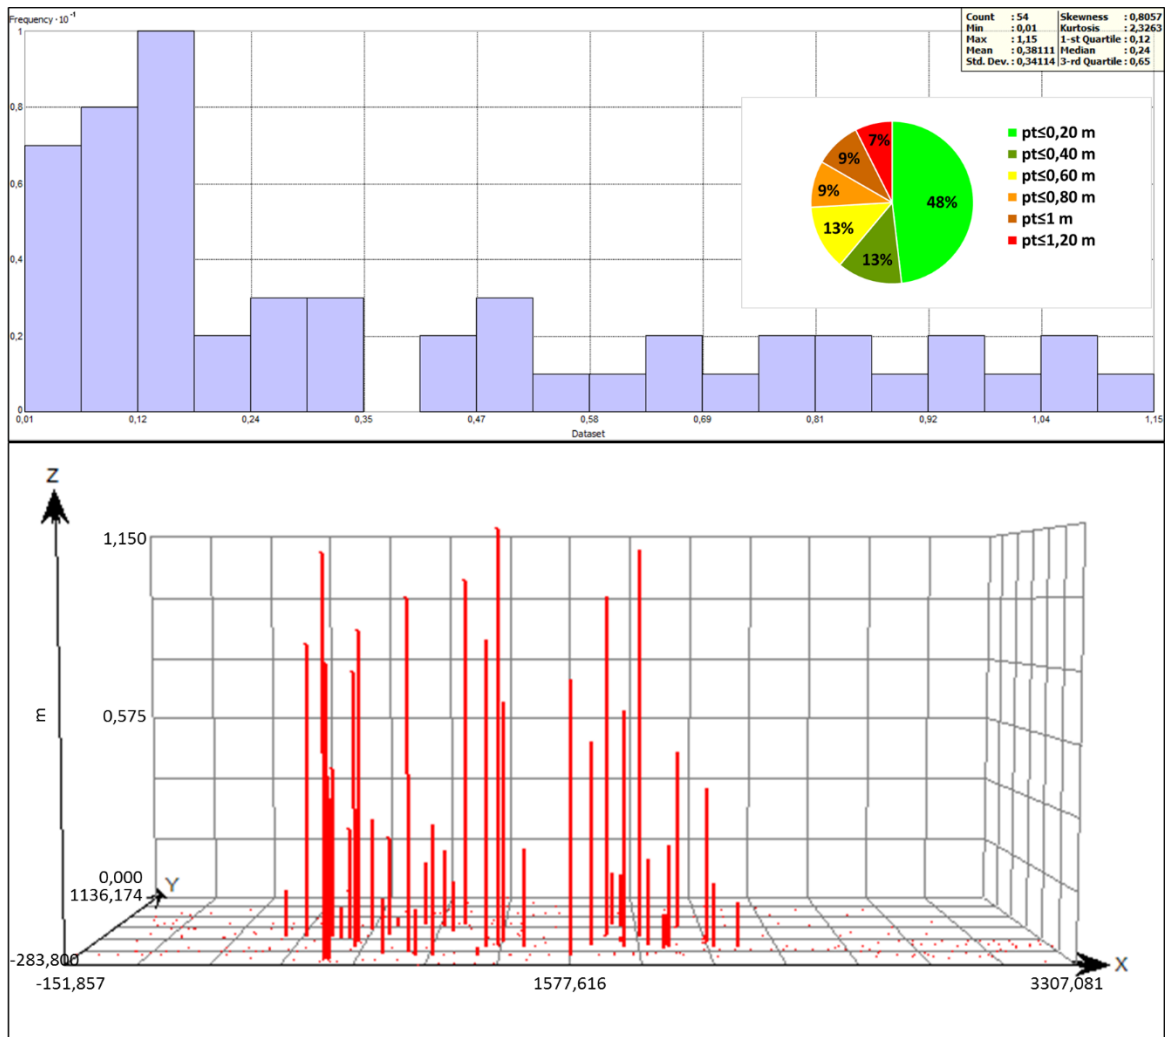 Frequency · 10⁻¹
Count : 54 Skewness : 0,8057
Min : 0,01 Kurtosis : 2,3263
Max : 1,15 1-st Quartile : 0,12
Mean : 0,38111 Median : 0,24
Std. Dev. : 0,34114 3-rd Quartile : 0,65
1
0,8
0,6
0,4
0,2
0
0,01 0,12 0,24 0,35 0,47 0,58 0,69 0,81 0,92 1,04 1,15
Dataset
7%
9%
9%
13%
13%
48%
pt≤0,20 m
pt≤0,40 m
pt≤0,60 m
pt≤0,80 m
pt≤1 m
pt≤1,20 m
Z
1,150
m
0,575
0,000
1136,174
Y
-283,800
X
-151,857 1577,616 3307,081